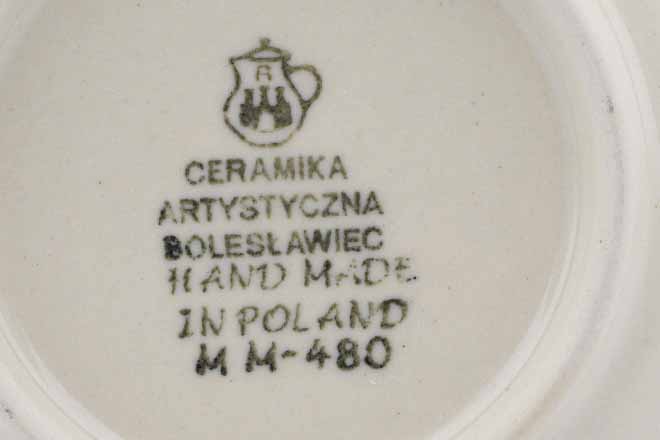 A
CERAMIKA
ARTYSTYCZNA
BOLESŁAWIEC
HAND MADE
IN POLAND
M M-480